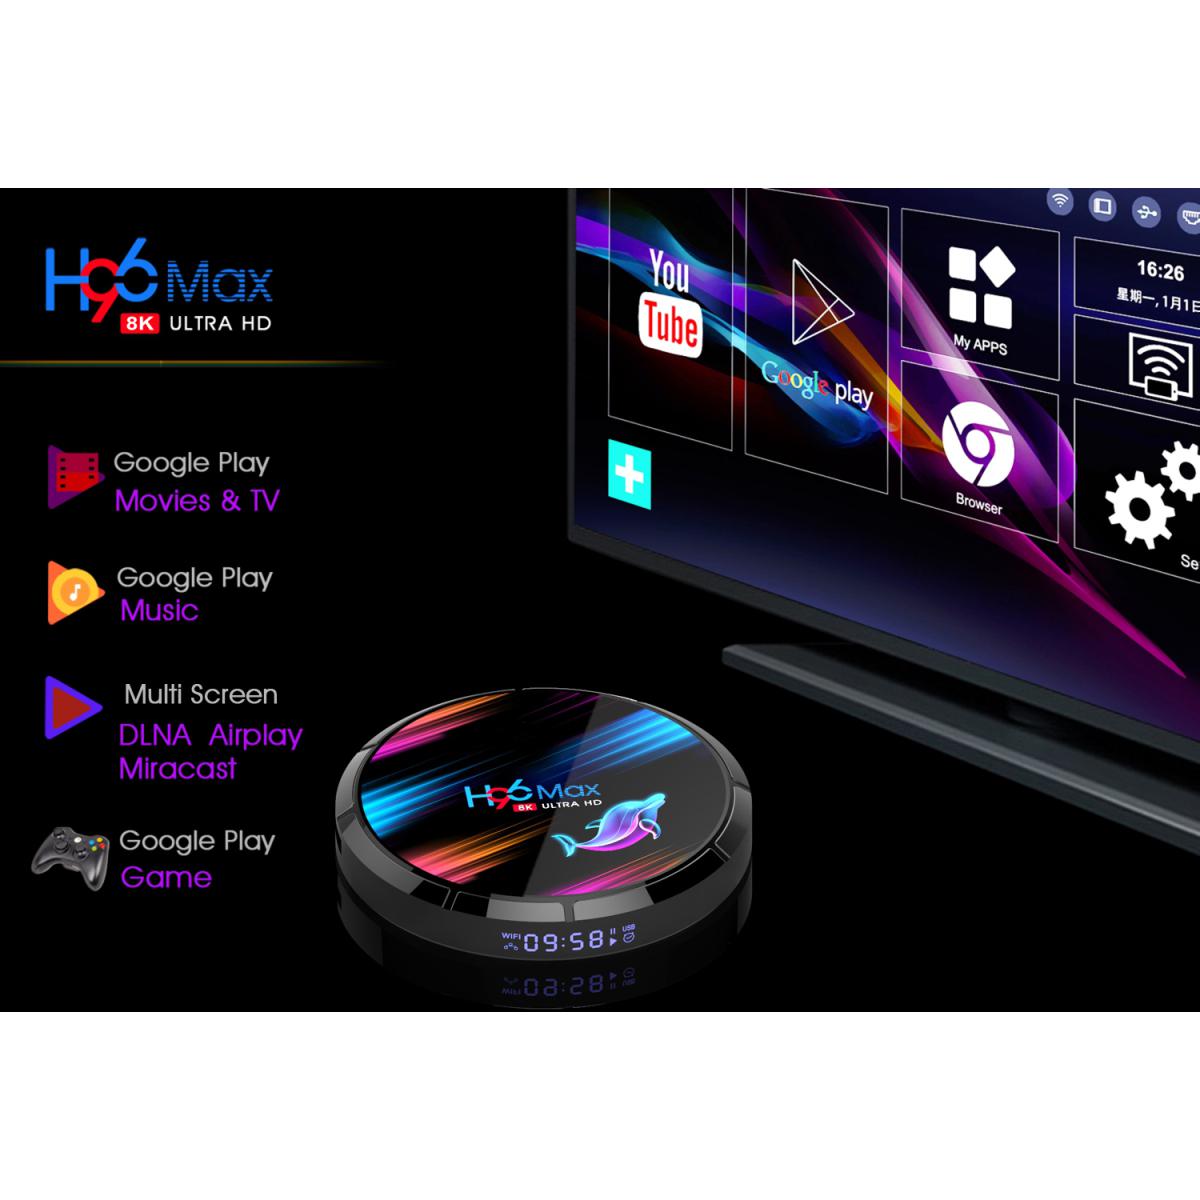 H96 Max
8K ULTRA HD
Google Play
Movies & TV
Google Play
Music
Multi Screen
DLNA Airplay
Miracast
Google Play
Game
You
Tube
Google play
My APPS
Browser
16:26
星期一, 1月1日
Se
H96 Max
8K ULTRA HD
WIFI 09:58 USB